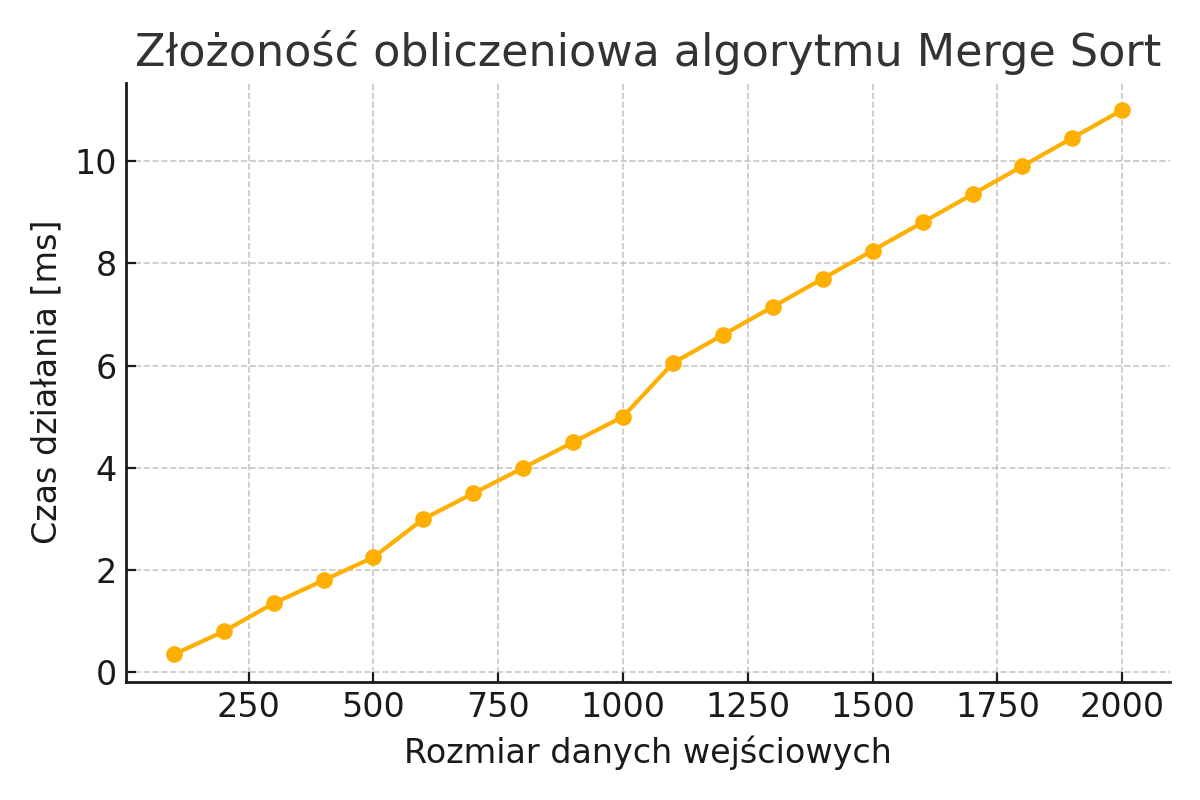 Złożoność obliczeniowa algorytmu Merge Sort
Czas działania [ms]
10
8
6
4
2
0
250 500 750 1000 1250 1500 1750 2000
Rozmiar danych wejściowych